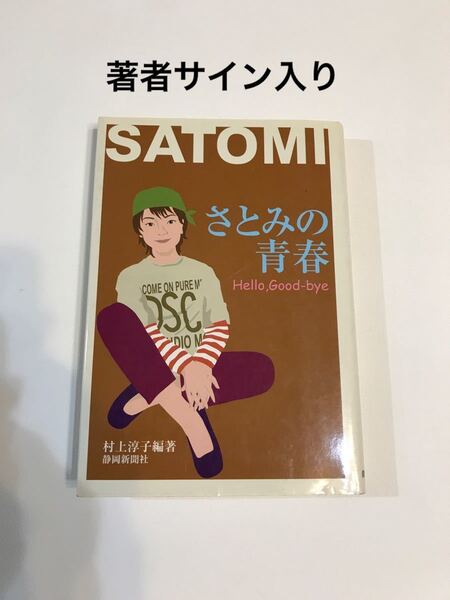 著者サイン入り
SATOMI
さとみの
青春
Hello,Good-bye
COME ON PURE M
DSC
DIO M
村上淳子編著
静岡新聞社